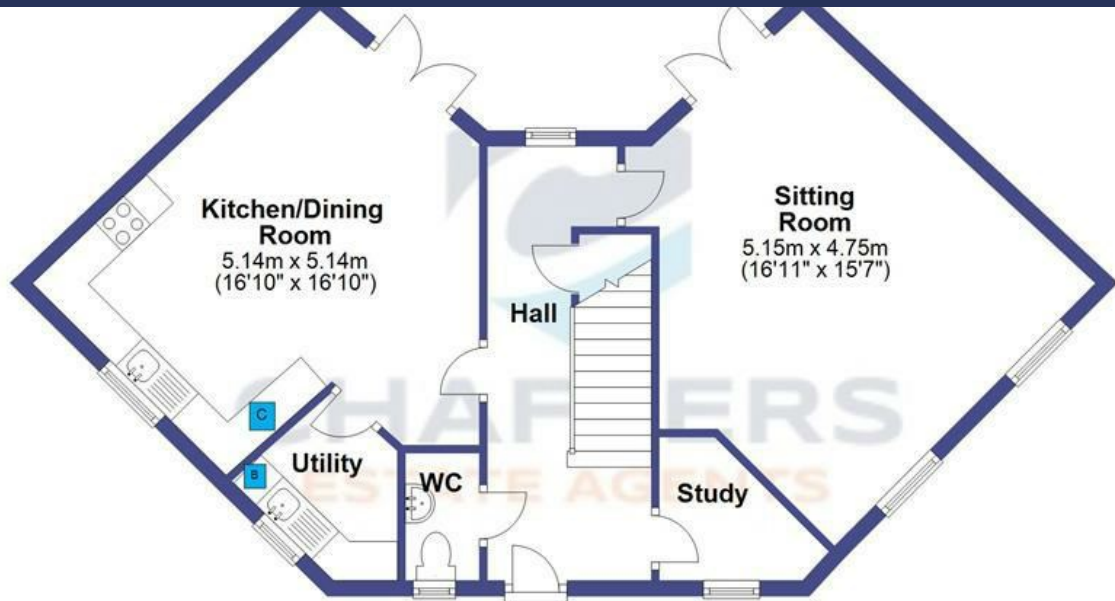 Kitchen/Dining
Room
5.14m x 5.14m
(16'10" x 16'10")
Sitting
Room
5.15m x 4.75m
(16'11" x 15'7")
Hall
C
B
Utility
WC
Study
CHAFFERS
ESTATE AGENTS